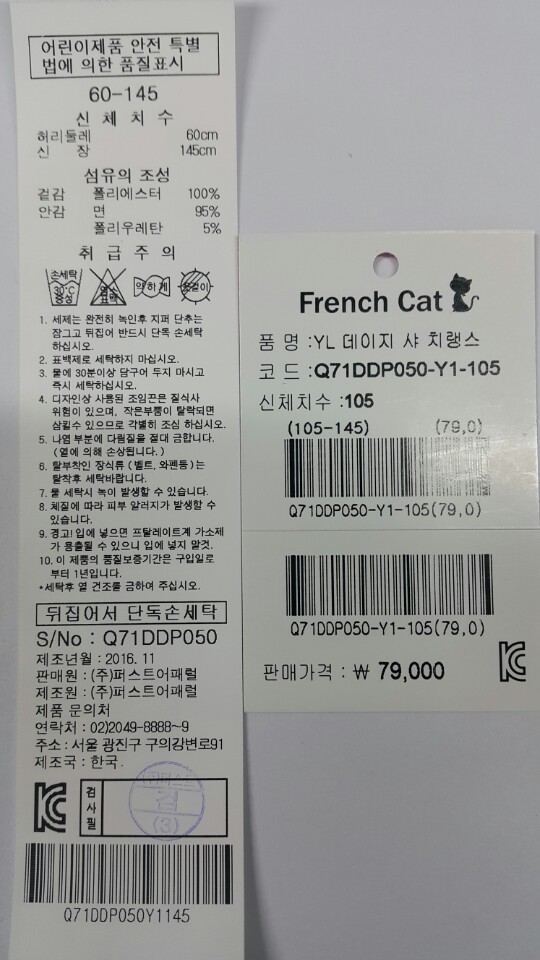 어린이제품 안전 특별
법에 의한 품질표시
60-145
신 체 치 수
허리둘레 60cm
신 장 145cm
섬유의 조성
겉감 폴리에스터 100%
안감 면 95%
폴리우레탄 5%
취 급 주 의
손세탁
30℃
중성
염소
표백
약하게
옷걸이
1. 세제는 완전히 녹인후 지퍼 단추는
잠그고 뒤집어 반드시 단독 손세탁
하십시오.
2. 표백제로 세탁하지 마십시오.
3. 물에 30분이상 담구어 두지 마시고
즉시 세탁하십시오.
4. 디자인상 사용된 조임끈은 질식사
위험이 있으며, 작은부품이 탈락되면
삼킬수 있으므로 각별히 조심 하십시오.
5. 나염 부분에 다림질을 절대 금합니다.
(열에 의해 손상됩니다.)
6. 탈부착인 장식류(벨트, 와펜등)는
탈착후 세탁바랍니다.
7. 물 세탁시 녹이 발생할 수 있습니다.
8. 체질에 따라 피부 알러지가 발생할 수
있습니다.
9. 경고! 입에 넣으면 프탈레이트계 가소제
가 용출될 수 있으니 입에 넣지 말것.
10. 이 제품의 품질보증기간은 구입일로
부터 1년입니다.
*세탁후 열 건조를 금하여 주십시오.
뒤집어서 단독손세탁
S/No : Q71DDP050
제조년월 : 2016. 11
판매원 : (주)퍼스트어패럴
제조원 : (주)퍼스트어패럴
제품 문의처
연락처 : 02)2049-8888~9
주소 : 서울 광진구 구의강변로91
제조국 : 한국.
검사필
검
(3)
Q71DDP050Y1145
French Cat
품 명 :YL 데이지 샤 치랭스
코 드 :Q71DDP050-Y1-105
신체치수 :105
(105-145) (79,0)
Q71DDP050-Y1-105(79,0)
Q71DDP050-Y1-105(79,0)
판매가격 : ₩ 79,000